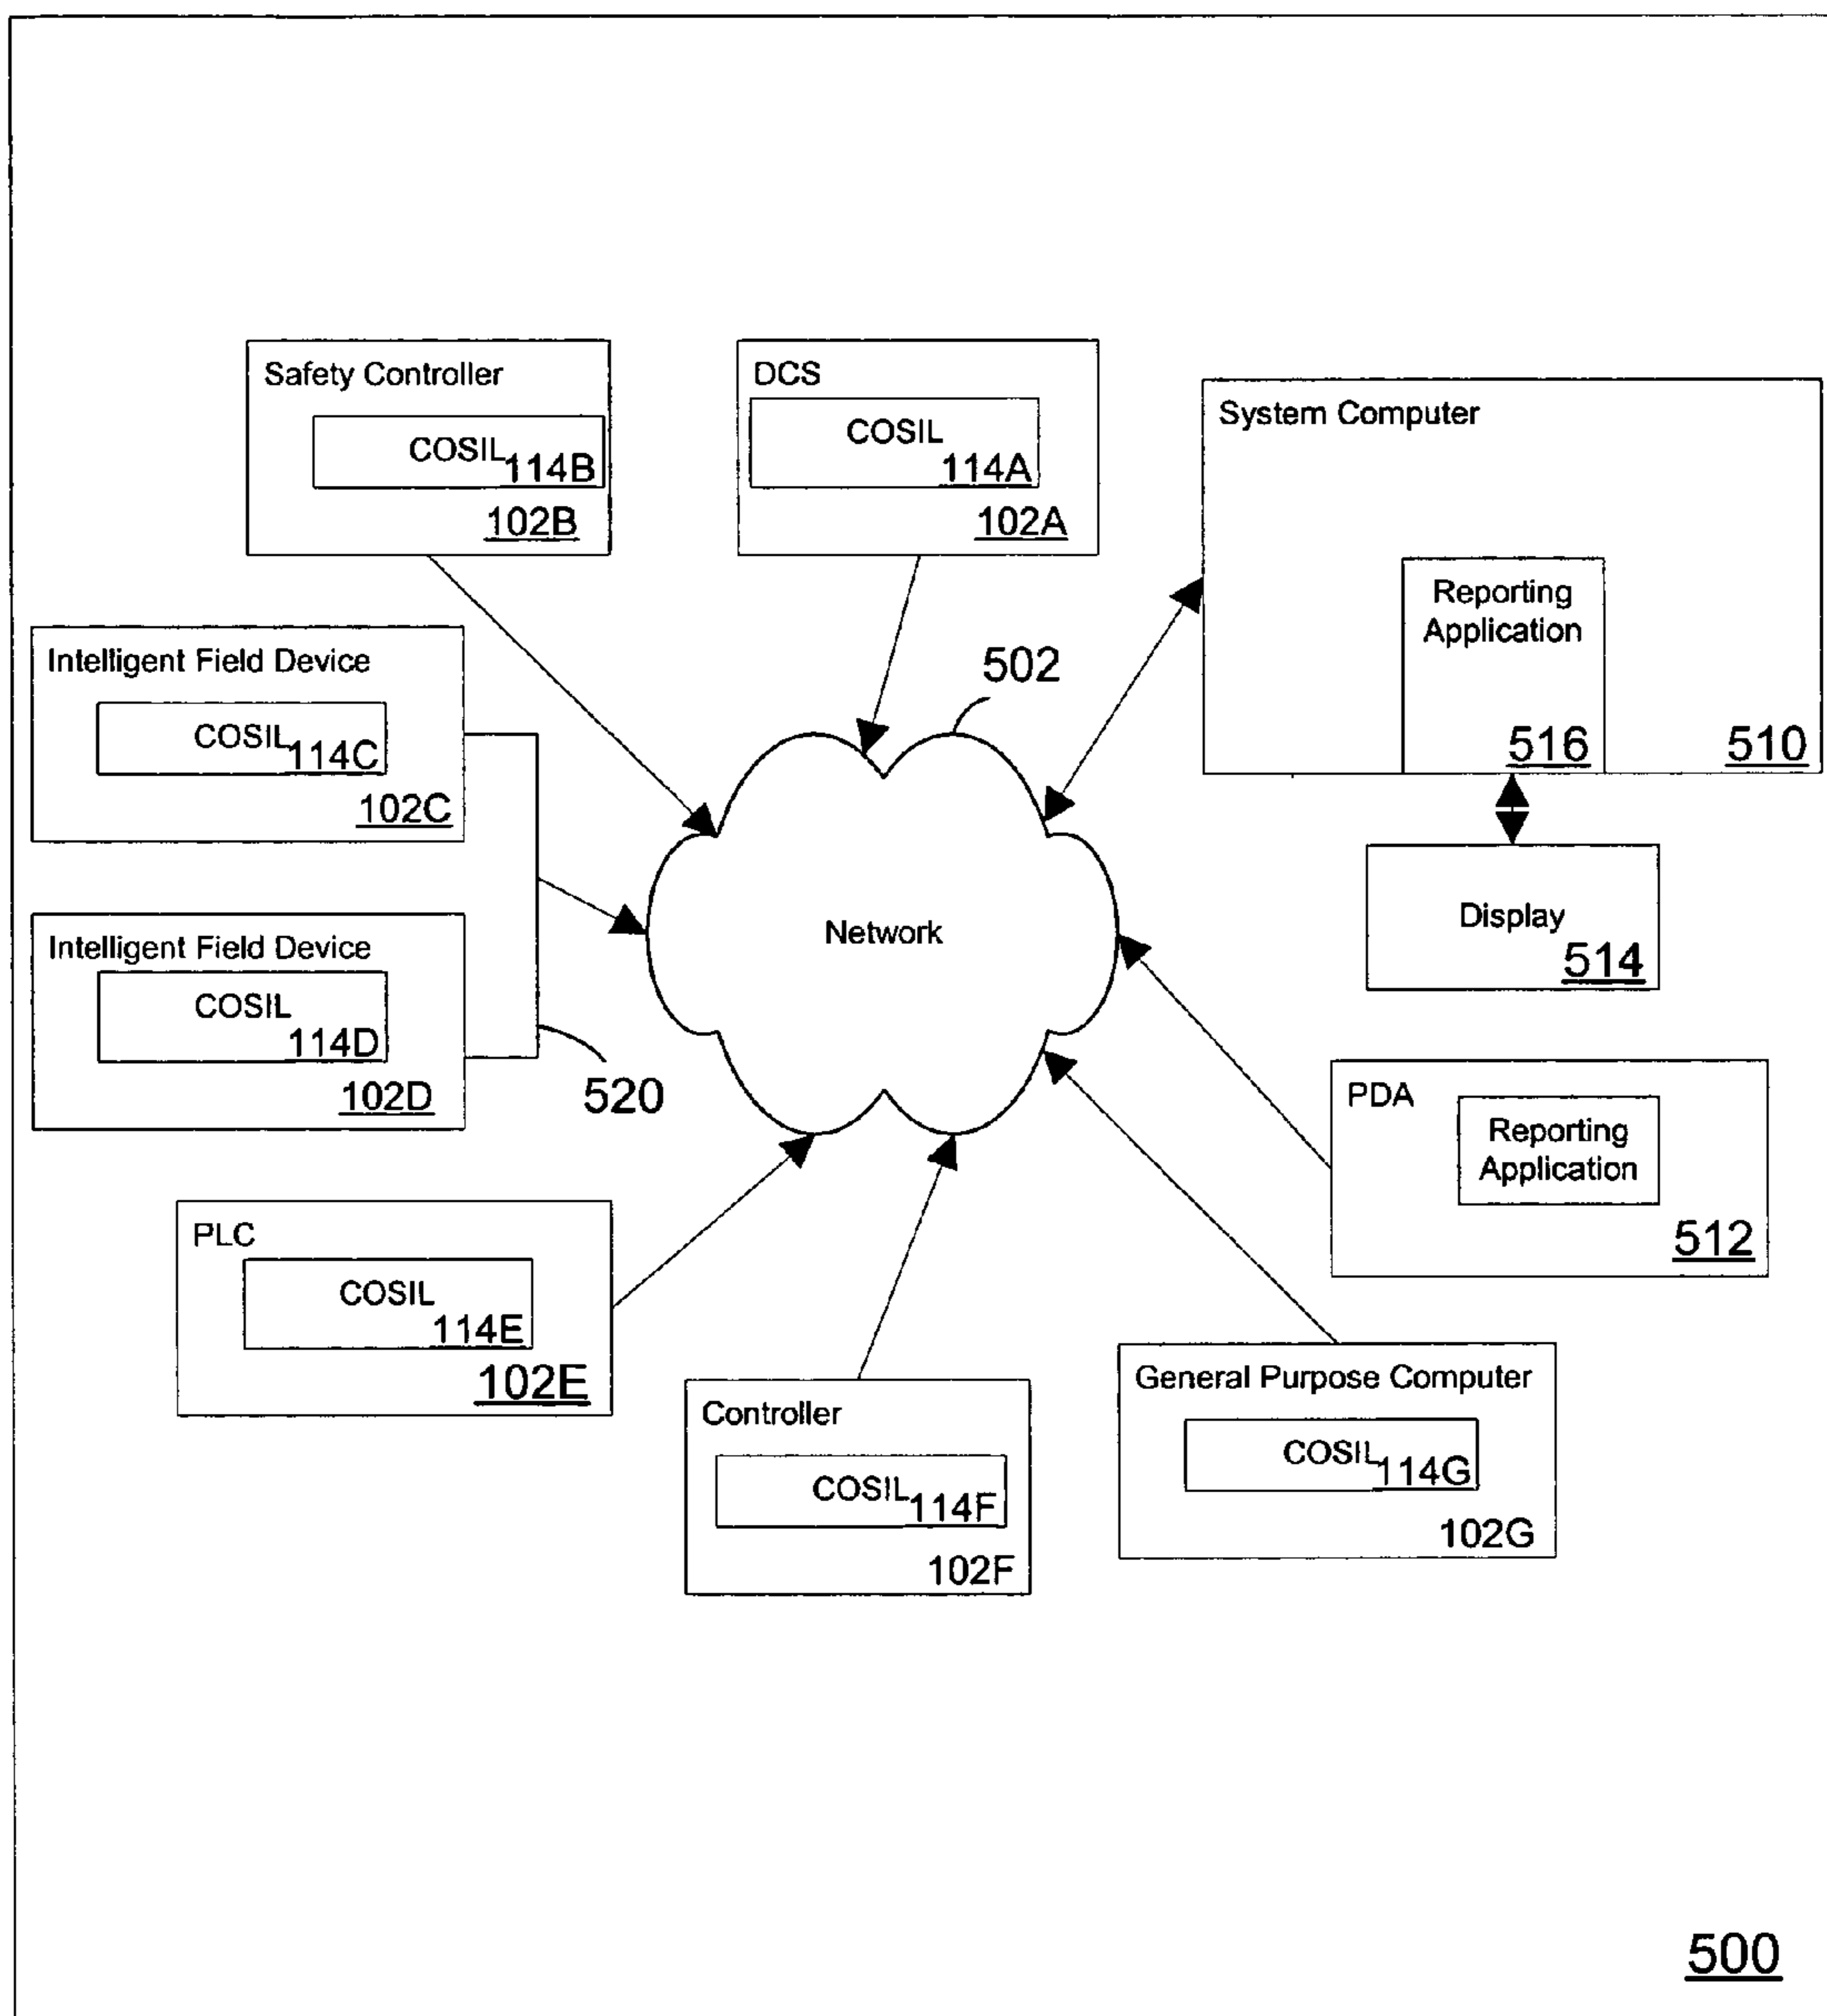 Safety Controller
COSIL
114B
102B
DCS
COSIL
114A
102A
System Computer
Reporting
Application
516
510
Intelligent Field Device
COSIL
114C
102C
502
Display
514
Network
Intelligent Field Device
COSIL
114D
102D
520
PDA
Reporting
Application
512
PLC
COSIL
114E
102E
Controller
COSIL
114F
102F
General Purpose Computer
COSIL
114G
102G
500